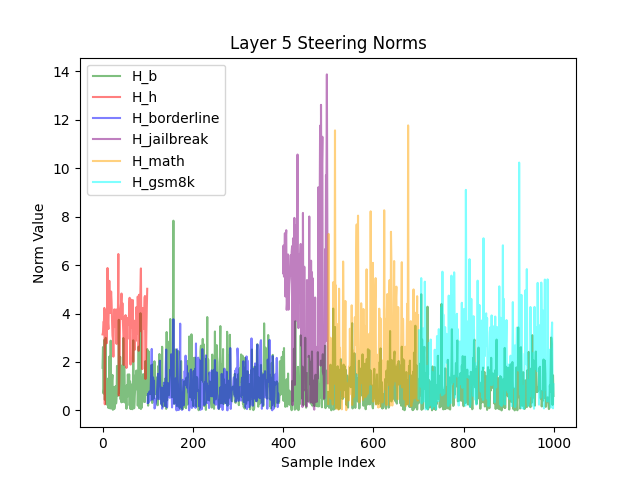 Layer 5 Steering Norms
H_b
H_h
H_borderline
H_jailbreak
H_math
H_gsm8k
Norm Value
14
12
10
8
6
4
2
0
0
200
400
600
800
1000
Sample Index